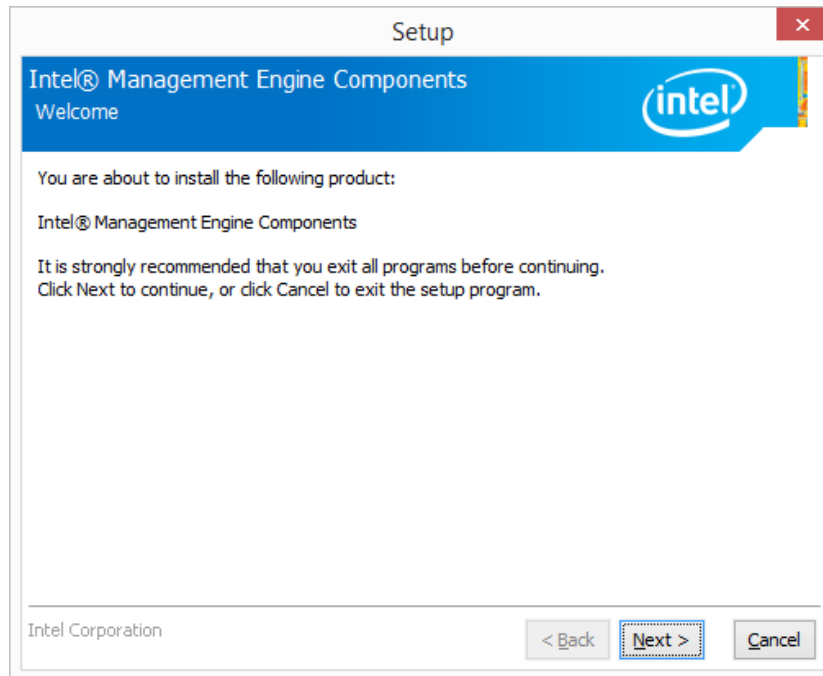 Setup
Intel® Management Engine Components
Welcome
intel
You are about to install the following product:
Intel® Management Engine Components
It is strongly recommended that you exit all programs before continuing.
Click Next to continue, or click Cancel to exit the setup program.
Intel Corporation
< Back Next > Cancel